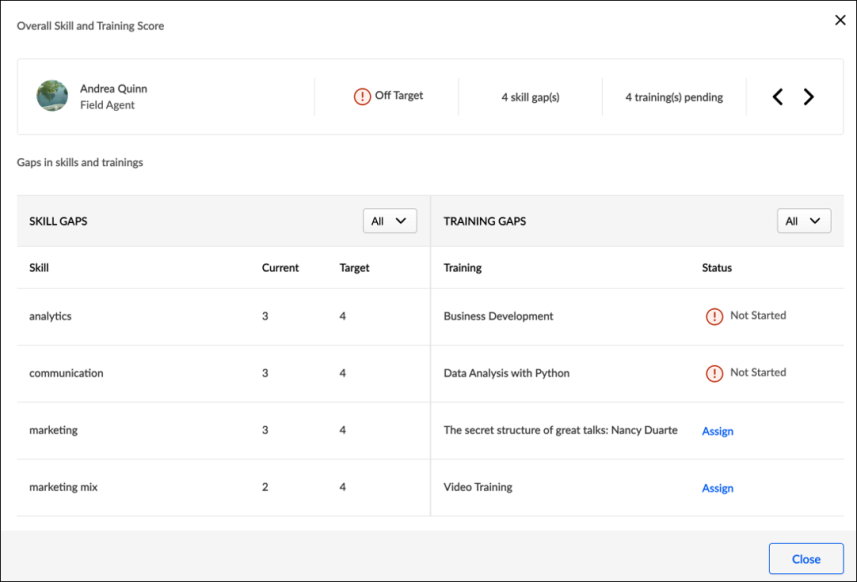 Overall Skill and Training Score
Andrea Quinn
Field Agent
Off Target
4 skill gap(s)
4 training(s) pending
Gaps in skills and trainings
SKILL GAPS All
TRAINING GAPS All
Skill Current Target
Training Status
analytics 3 4
Business Development Not Started
communication 3 4
Data Analysis with Python Not Started
marketing 3 4
The secret structure of great talks: Nancy Duarte Assign
marketing mix 2 4
Video Training Assign
Close